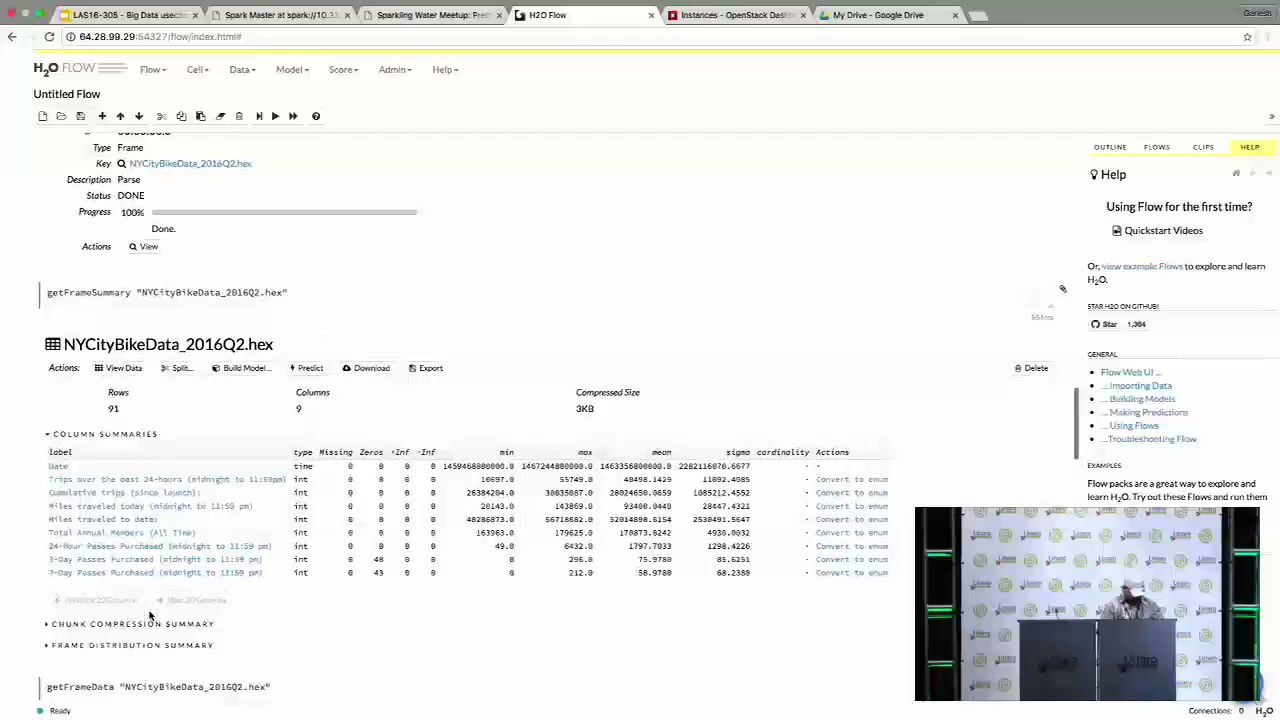 LAS16-305 - Big Data usec
Spark Master at spark://10.3
Sparkling Water Meetup: Pre
H2O Flow
Instances - OpenStack Dash
My Drive - Google Drive
Ganesh
64.28.99.29:54327/flow/index.html#
H2O FLOW
Flow
Cell
Data
Model
Score
Admin
Help
Untitled Flow
OUTLINE FLOWS CLIPS HELP
Type Frame
Key NYCityBikeData_2016Q2.hex
Description Parse
Status DONE
Progress 100%
Done.
Actions View
getFrameSummary "NYCityBikeData_2016Q2.hex"
551ms
NYCityBikeData_2016Q2.hex
Actions: View Data Split... Build Model... Predict Download Export Delete
Rows Columns Compressed Size
91 9 3KB
COLUMN SUMMARIES
label type Missing Zeros +Inf -Inf min max mean sigma cardinality Actions
Date time 0 0 0 0 1459468800000.0 1467244800000.0 1463356800000.0 2282116070.6677 · ·
Trips over the past 24-hours (midnight to 11:59pm) int 0 0 0 0 10697.0 55749.0 40498.1429 11092.4085 · Convert to enum
Cumulative trips (since launch): int 0 0 0 0 26384204.0 30035087.0 28024650.0659 1085212.4552 · Convert to enum
Miles traveled today (midnight to 11:59 pm) int 0 0 0 0 20143.0 143869.0 93400.0440 28447.4321 · Convert to enum
Miles traveled to date: int 0 0 0 0 48286873.0 56718682.0 52014898.6154 2530491.5647 · Convert to enum
Total Annual Members (All Time) int 0 0 0 0 163963.0 179625.0 170873.8242 4930.0032 · Convert to enum
24-Hour Passes Purchased (midnight to 11:59 pm) int 0 0 0 0 49.0 6432.0 1797.7033 1298.4226 · Convert to enum
3-Day Passes Purchased (midnight to 11:59 pm) int 0 48 0 0 0 296.0 75.9780 85.6251 · Convert to enum
7-Day Passes Purchased (midnight to 11:59 pm) int 0 43 0 0 0 212.0 58.9780 68.2388 · Convert to enum
Previous 20 Columns Next 20 Columns
CHUNK COMPRESSION SUMMARY
FRAME DISTRIBUTION SUMMARY
getFrameData "NYCityBikeData_2016Q2.hex"
Help
Using Flow for the first time?
Quickstart Videos
Or, view example Flows to explore and learn
H2O.
STAR H2O ON GITHUB!
Star 1,364
GENERAL
Flow Web UI ...
... Importing Data
... Building Models
... Making Predictions
... Using Flows
... Troubleshooting Flow
EXAMPLES
Flow packs are a great way to explore and
learn H2O. Try out these Flows and run them
Linaro
Linaro
Ready
Connections: 0 H2O